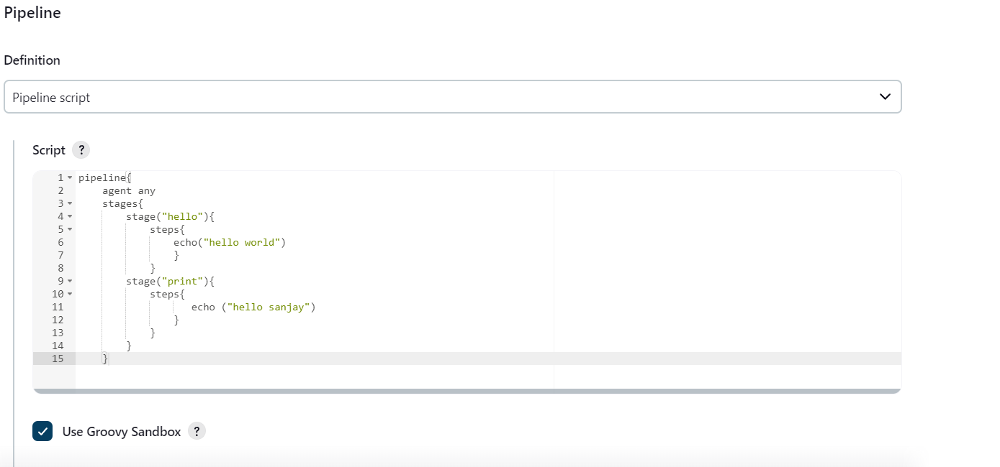 Pipeline
Definition
Pipeline script
Script ?
1 pipeline{
2     agent any
3     stages{
4         stage("hello"){
5             steps{
6                 echo("hello world")
7                 }
8             }
9         stage("print"){
10             steps{
11                    echo ("hello sanjay")
12                 }
13             }
14         }
15     }
Use Groovy Sandbox ?